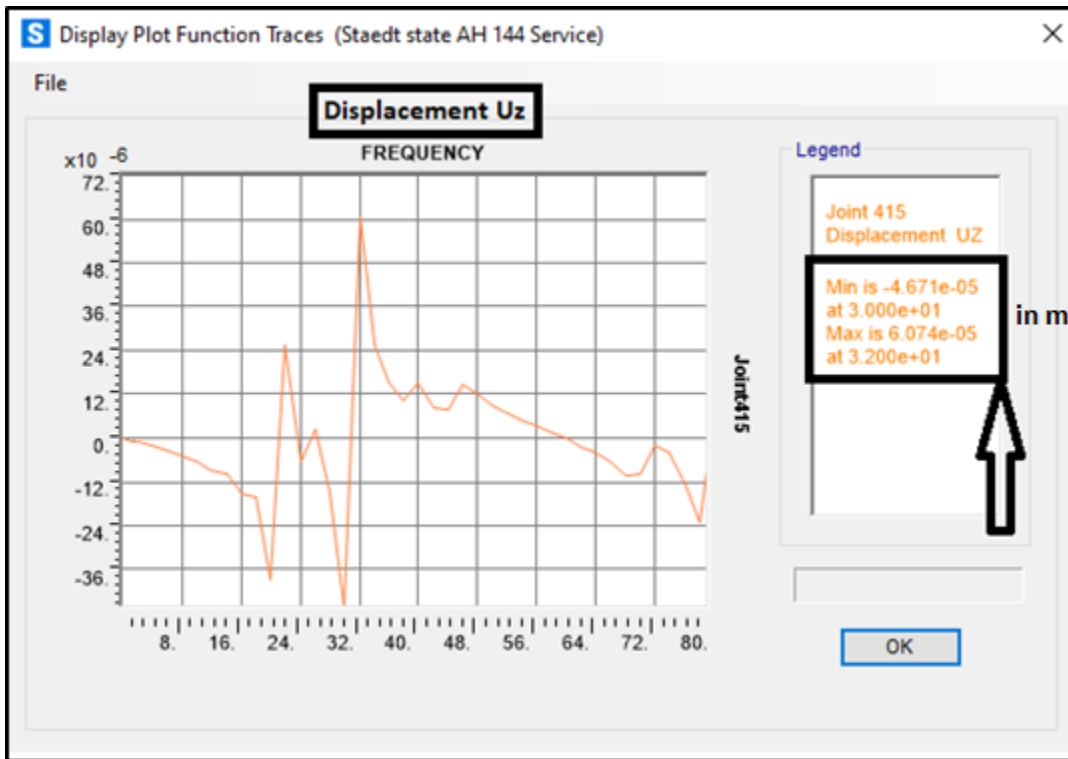 S Display Plot Function Traces (Staedt state AH 144 Service)
File
Displacement Uz
FREQUENCY
x10 -6
72.
60.
48.
36.
24.
12.
0.
-12.
-24.
-36.
8. 16. 24. 32. 40. 48. 56. 64. 72. 80.
Joint415
Legend
Joint 415
Displacement UZ
Min is -4.671e-05
at 3.000e+01
Max is 6.074e-05
at 3.200e+01
in m
OK